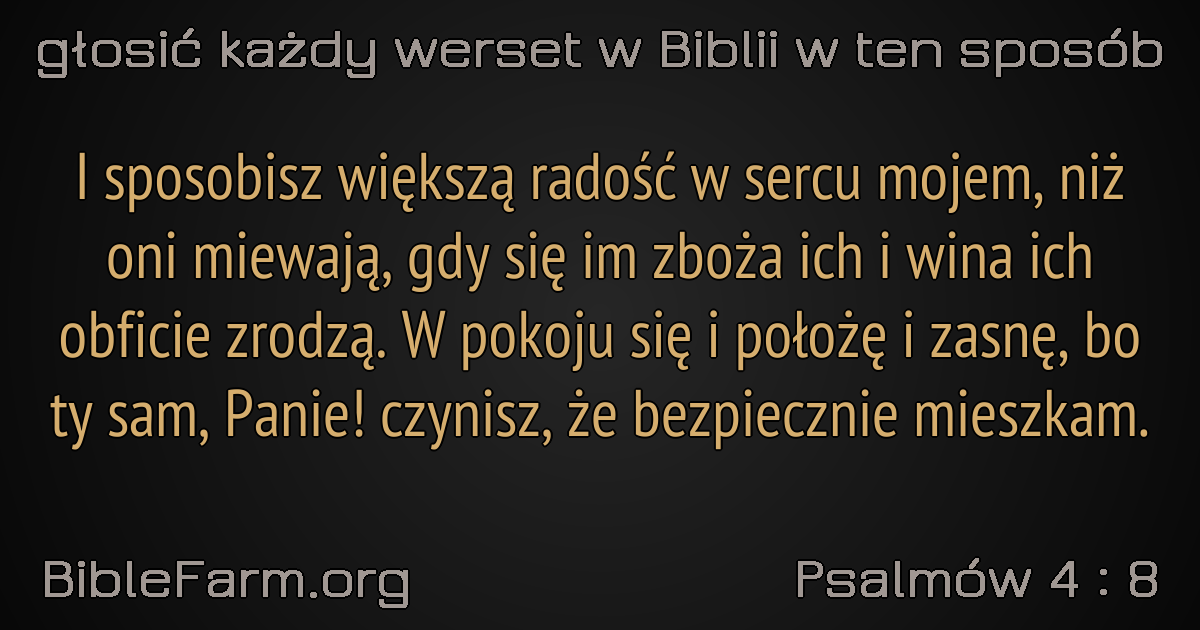 głosić każdy werset w Biblii w ten sposób
I sposobisz większą radość w sercu mojem, niż
oni miewają, gdy się im zboża ich i wina ich
obficie zrodzą. W pokoju się i położę i zasnę, bo
ty sam, Panie! czynisz, że bezpiecznie mieszkam.
BibleFarm.org
Psalmów 4 : 8